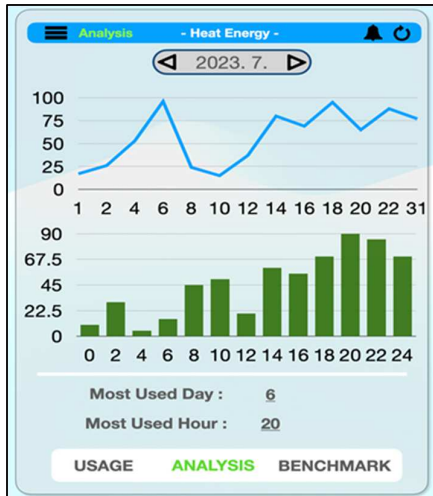 Analysis - Heat Energy -
2023. 7.
100
75
50
25
0
1 2 4 6 8 10 12 14 16 18 20 22 31
90
67.5
45
22.5
0
0 2 4 6 8 10 12 14 16 18 20 22 24
Most Used Day : 6
Most Used Hour : 20
USAGE ANALYSIS BENCHMARK